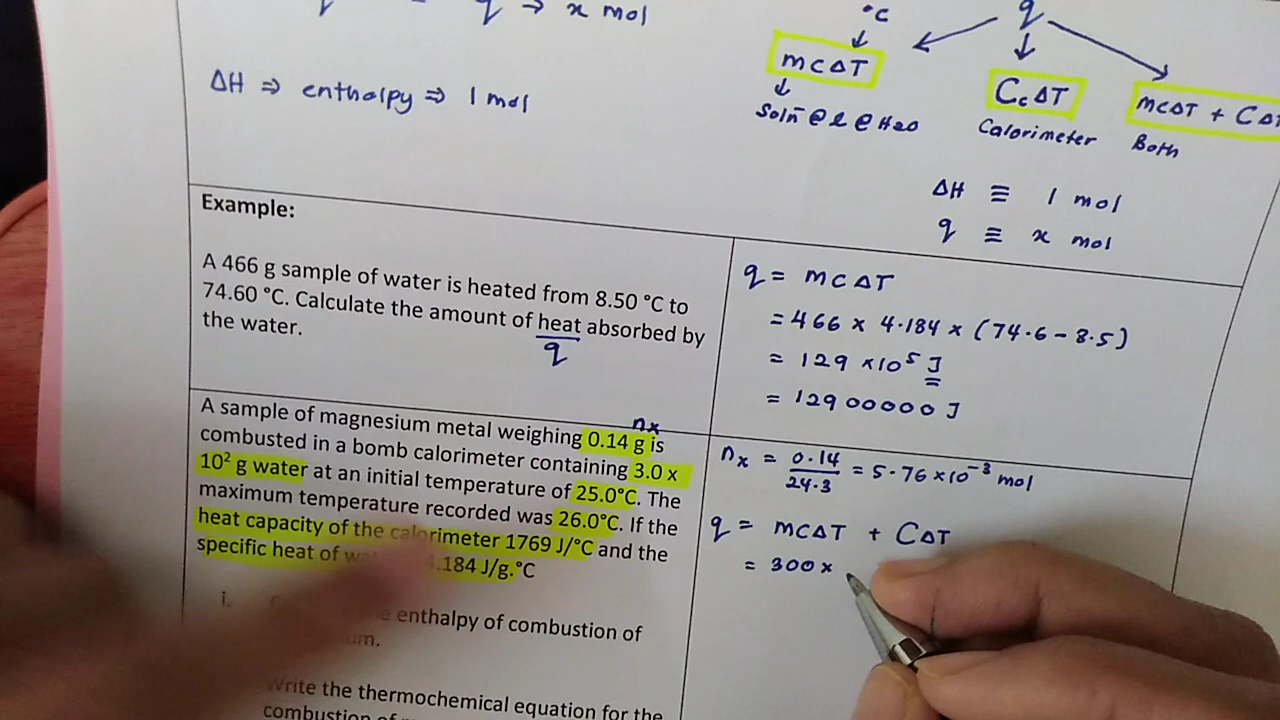 q → x mol
ΔH ⇒ enthalpy ⇒ 1 mol
°C
q
mcΔT
CcΔT
mcΔT + CΔ
Soln @ l @ H2O
Calorimeter
Both
ΔH ≡ 1 mol
q ≡ x mol
Example:
A 466 g sample of water is heated from 8.50 °C to
74.60 °C. Calculate the amount of heat absorbed by
the water.
q
q = mcΔT
= 466 × 4.184 × (74.6 - 8.5)
= 129 ×10⁵ J
= 12900000 J
nx
A sample of magnesium metal weighing 0.14 g is
combusted in a bomb calorimeter containing 3.0 x
10² g water at an initial temperature of 25.0°C. The
maximum temperature recorded was 26.0°C. If the
heat capacity of the calorimeter 1769 J/°C and the
specific heat of .184 J/g.°C
i.
enthalpy of combustion of
Write the thermochemical equation for the
combustion of
nx = 0.14/24.3 = 5.76 ×10⁻³ mol
q = mcΔT + CΔT
= 300 ×